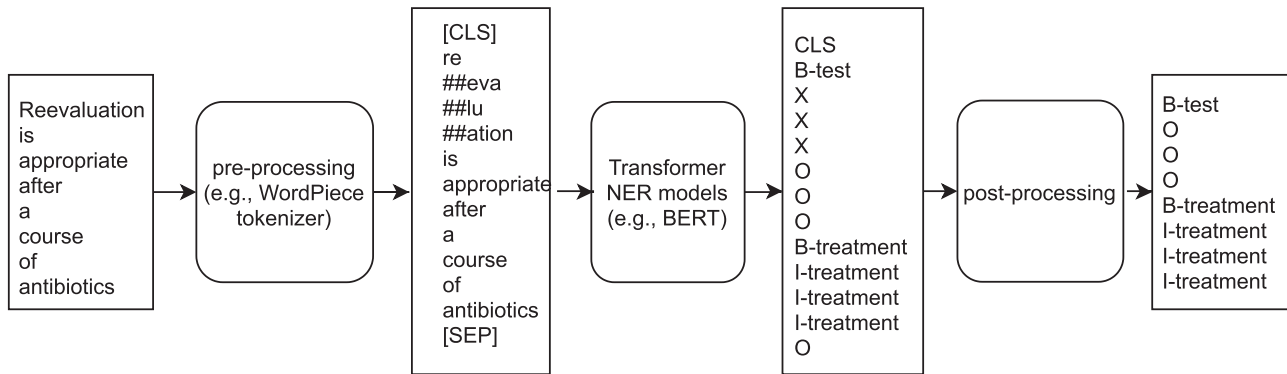 Reevaluation
is
appropriate
after
a
course
of
antibiotics
pre-processing
(e.g., WordPiece
tokenizer)
[CLS]
re
##eva
##lu
##ation
is
appropriate
after
a
course
of
antibiotics
[SEP]
Transformer
NER models
(e.g., BERT)
CLS
B-test
X
X
X
O
O
O
B-treatment
I-treatment
I-treatment
I-treatment
O
post-processing
B-test
O
O
O
B-treatment
I-treatment
I-treatment
I-treatment